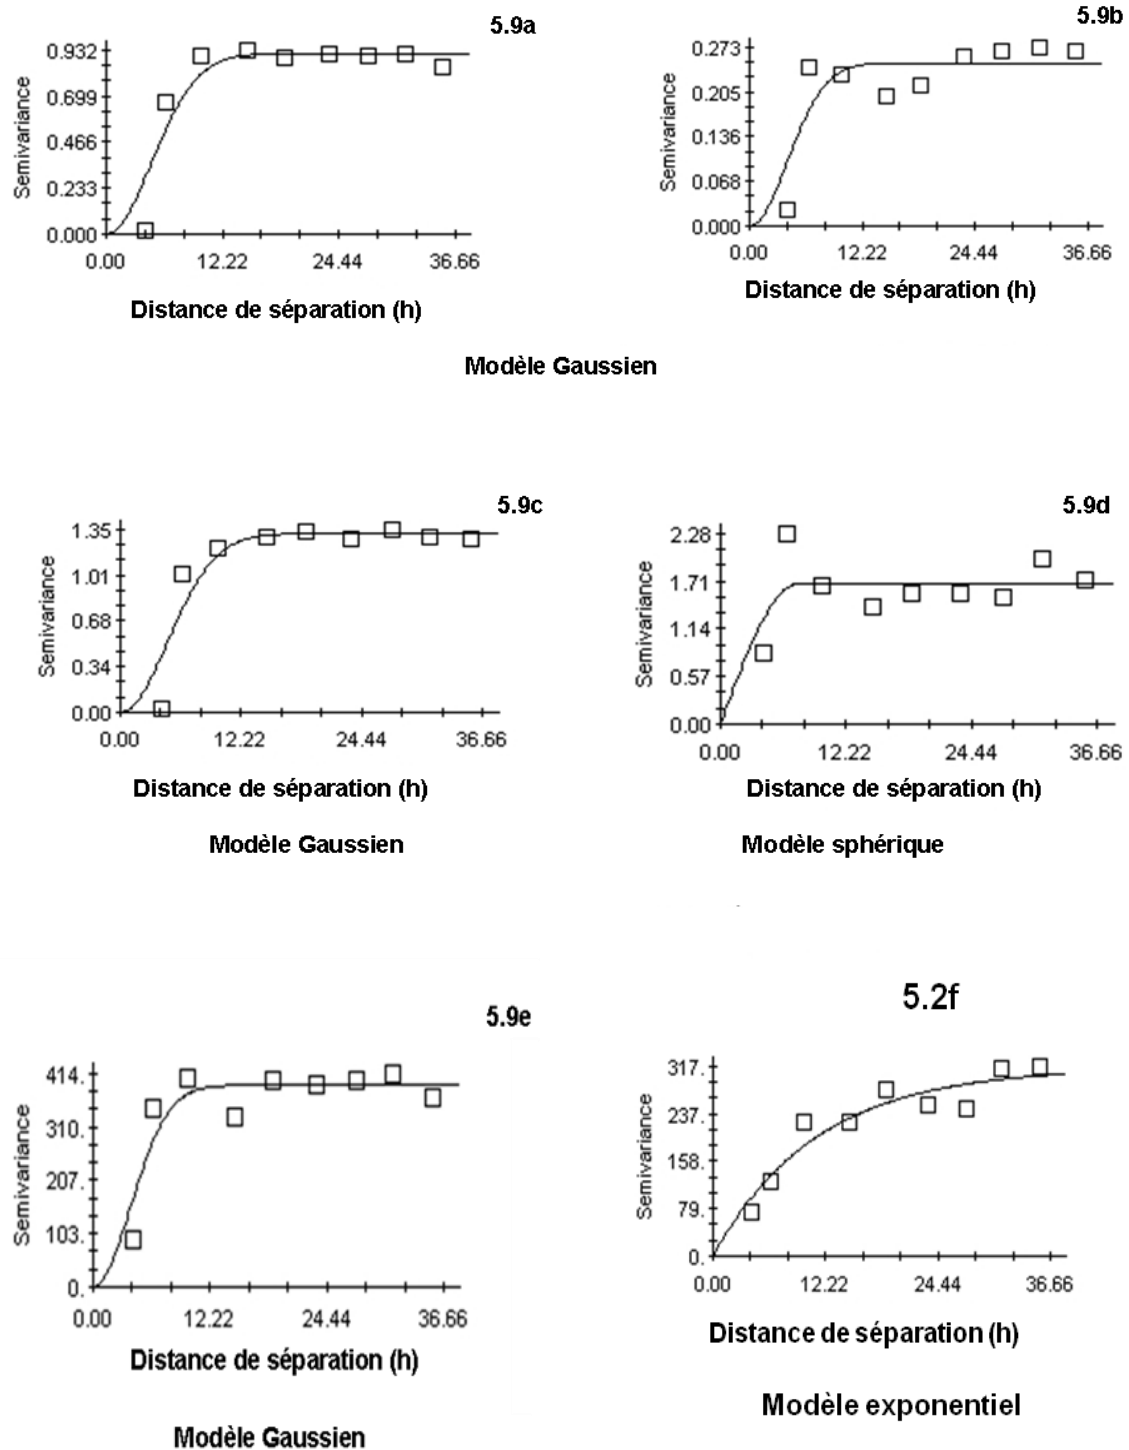 5.9a
0.932
0.699
0.466
0.233
0.000
Semivariance
0.00 12.22 24.44 36.66
Distance de séparation (h)
5.9b
0.273
0.205
0.136
0.068
0.000
Semivariance
0.00 12.22 24.44 36.66
Distance de séparation (h)
Modèle Gaussien
5.9c
1.35
1.01
0.68
0.34
0.00
Semivariance
0.00 12.22 24.44 36.66
Distance de séparation (h)
Modèle Gaussien
5.9d
2.28
1.71
1.14
0.57
0.00
Semivariance
0.00 12.22 24.44 36.66
Distance de séparation (h)
Modèle sphérique
5.9e
414.
310.
207.
103.
0.
Semivariance
0.00 12.22 24.44 36.66
Distance de séparation (h)
Modèle Gaussien
5.2f
317.
237.
158.
79.
0.
Semivariance
0.00 12.22 24.44 36.66
Distance de séparation (h)
Modèle exponentiel